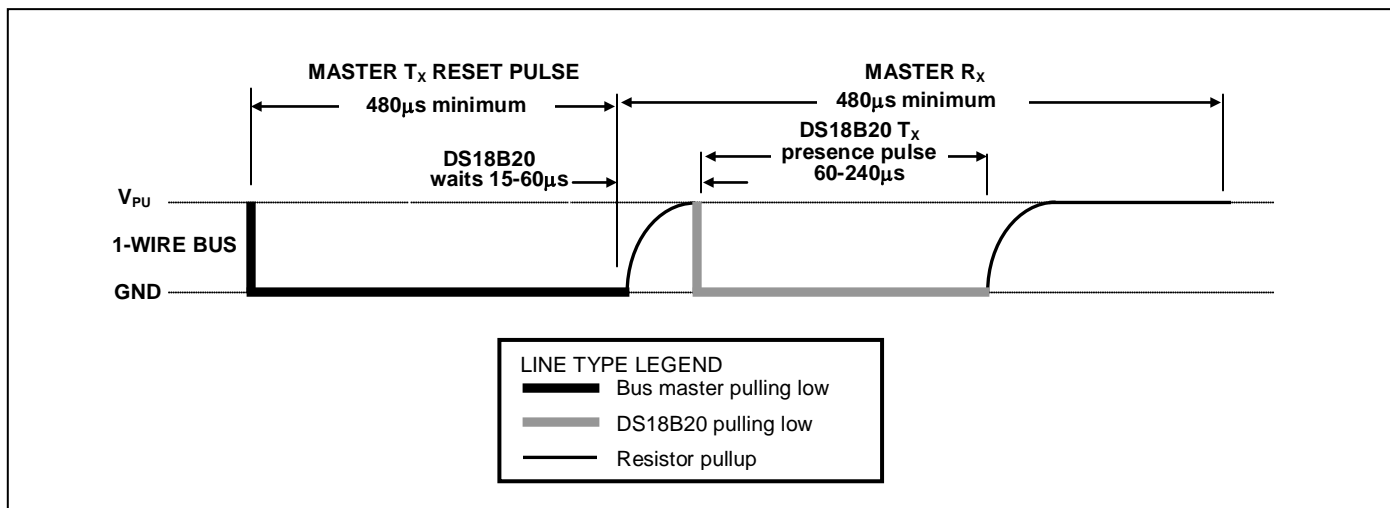 MASTER TX RESET PULSE
480μs minimum
MASTER RX
480μs minimum
DS18B20 TX
presence pulse
60-240μs
DS18B20
waits 15-60μs
VPU
1-WIRE BUS
GND
LINE TYPE LEGEND
Bus master pulling low
DS18B20 pulling low
Resistor pullup